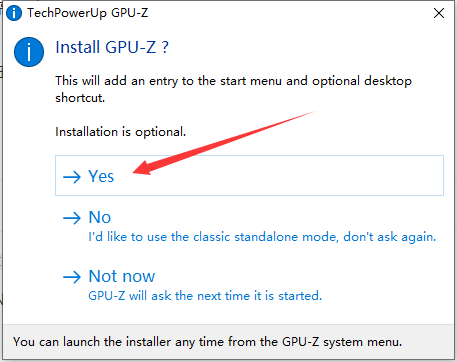 TechPowerUp GPU-Z
Install GPU-Z ?
This will add an entry to the start menu and optional desktop
shortcut.
Installation is optional.
Yes
No
I'd like to use the classic standalone mode, don't ask again.
Not now
GPU-Z will ask the next time it is started.
You can launch the installer any time from the GPU-Z system menu.